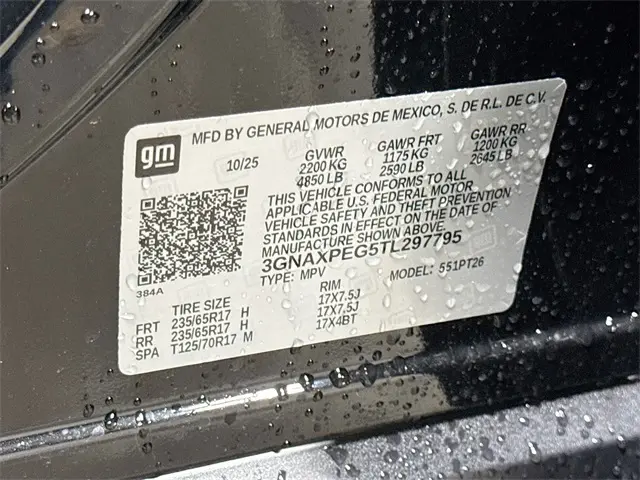 gm
MFD BY GENERAL MOTORS DE MEXICO, S. DE R.L. DE C.V.
10/25 GVWR GAWR FRT GAWR RR
2200 KG 1175 KG 1200 KG
4850 LB 2590 LB 2645 LB
THIS VEHICLE CONFORMS TO ALL
APPLICABLE U.S. FEDERAL MOTOR
VEHICLE SAFETY AND THEFT PREVENTION
STANDARDS IN EFFECT ON THE DATE OF
MANUFACTURE SHOWN ABOVE.
3GNAXPEG5TL297795
TYPE: MPV MODEL: 551PT26
384A
TIRE SIZE RIM
FRT 235/65R17 H 17X7.5J
RR 235/65R17 H 17X7.5J
SPA T125/70R17 M 17X4BT